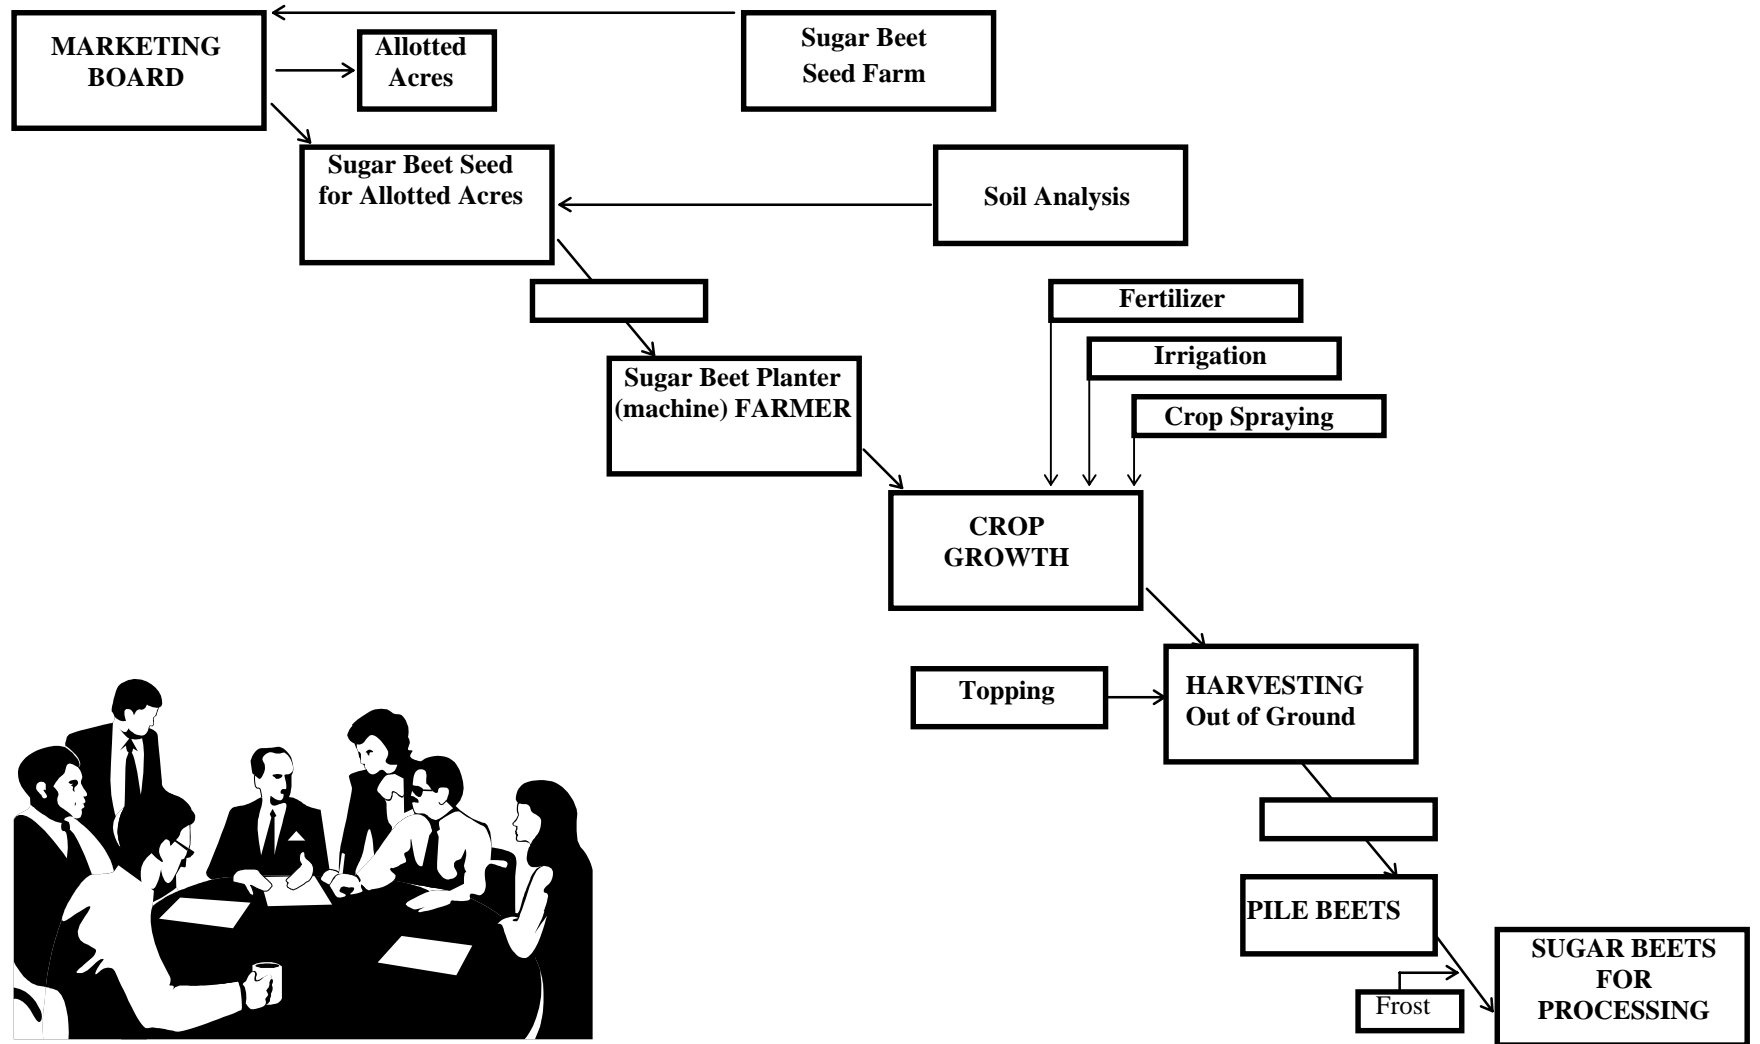 MARKETING
BOARD
Allotted
Acres
Sugar Beet
Seed Farm
Sugar Beet Seed
for Allotted Acres
Soil Analysis
Fertilizer
Irrigation
Crop Spraying
Sugar Beet Planter
(machine) FARMER
CROP
GROWTH
Topping
HARVESTING
Out of Ground
PILE BEETS
SUGAR BEETS
FOR
PROCESSING
Frost